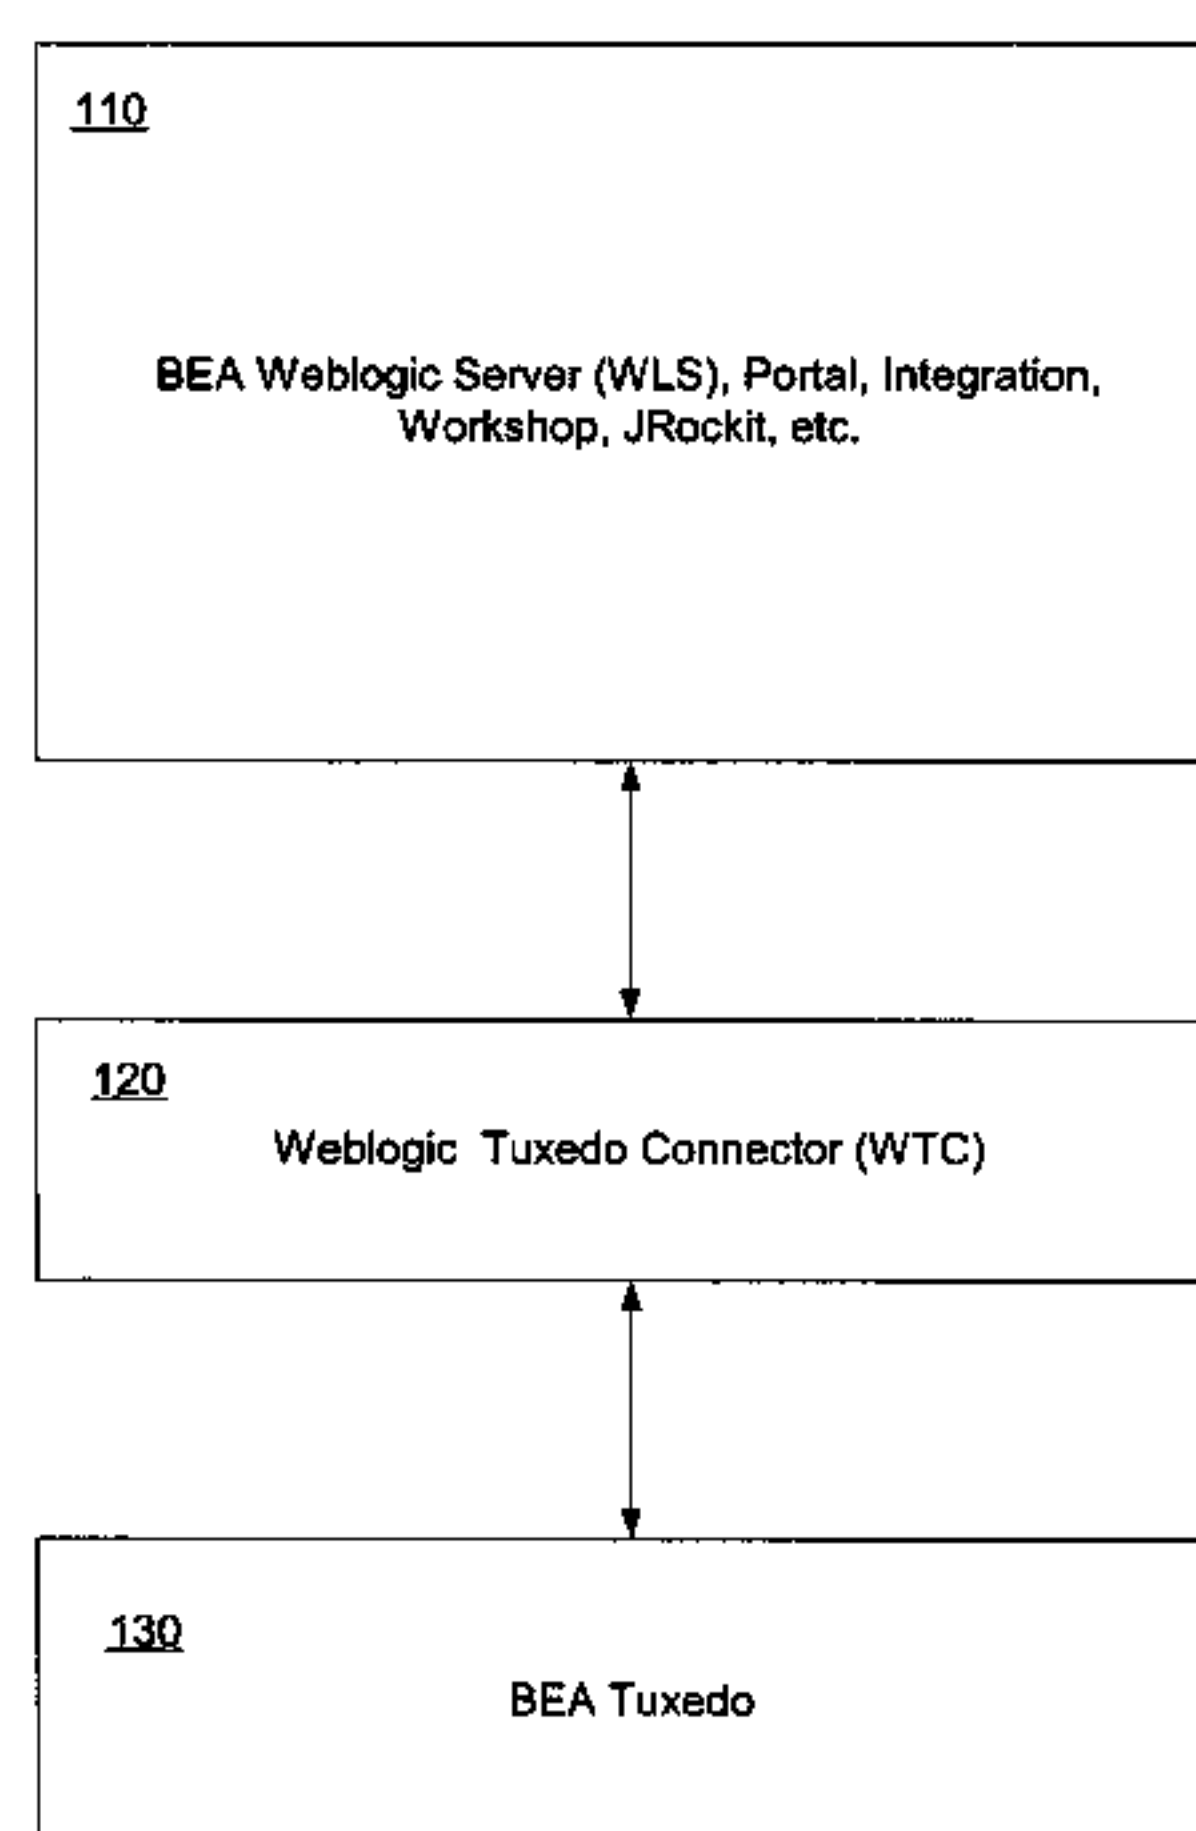 110
BEA Weblogic Server (WLS), Portal, Integration,
Workshop, JRockit, etc.
120
Weblogic Tuxedo Connector (WTC)
130
BEA Tuxedo